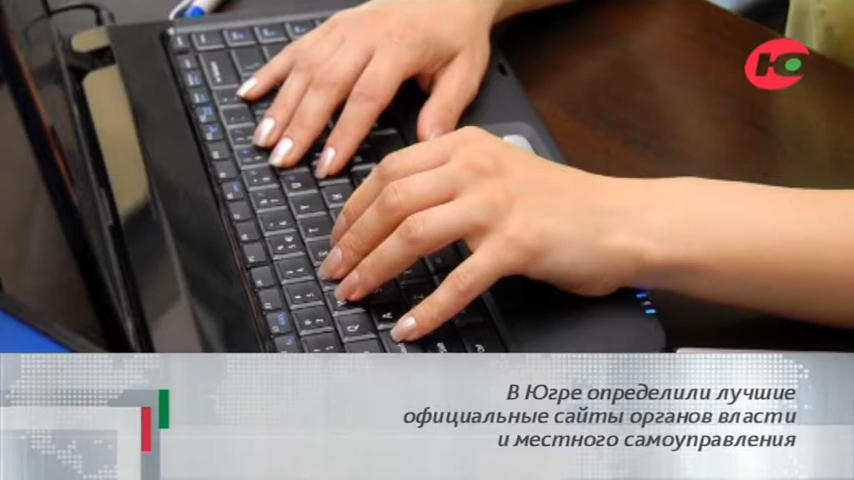 Ю
В Югре определили лучшие
официальные сайты органов власти
и местного самоуправления